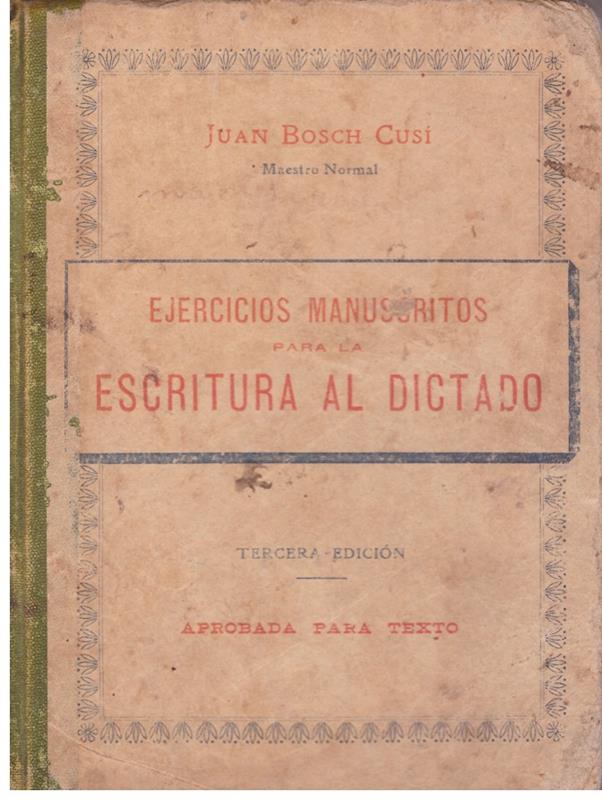 JUAN BOSCH CUSÍ
Maestro Normal
EJERCICIOS MANUSCRITOS
PARA LA
ESCRITURA AL DICTADO
TERCERA EDICIÓN
APROBADA PARA TEXTO